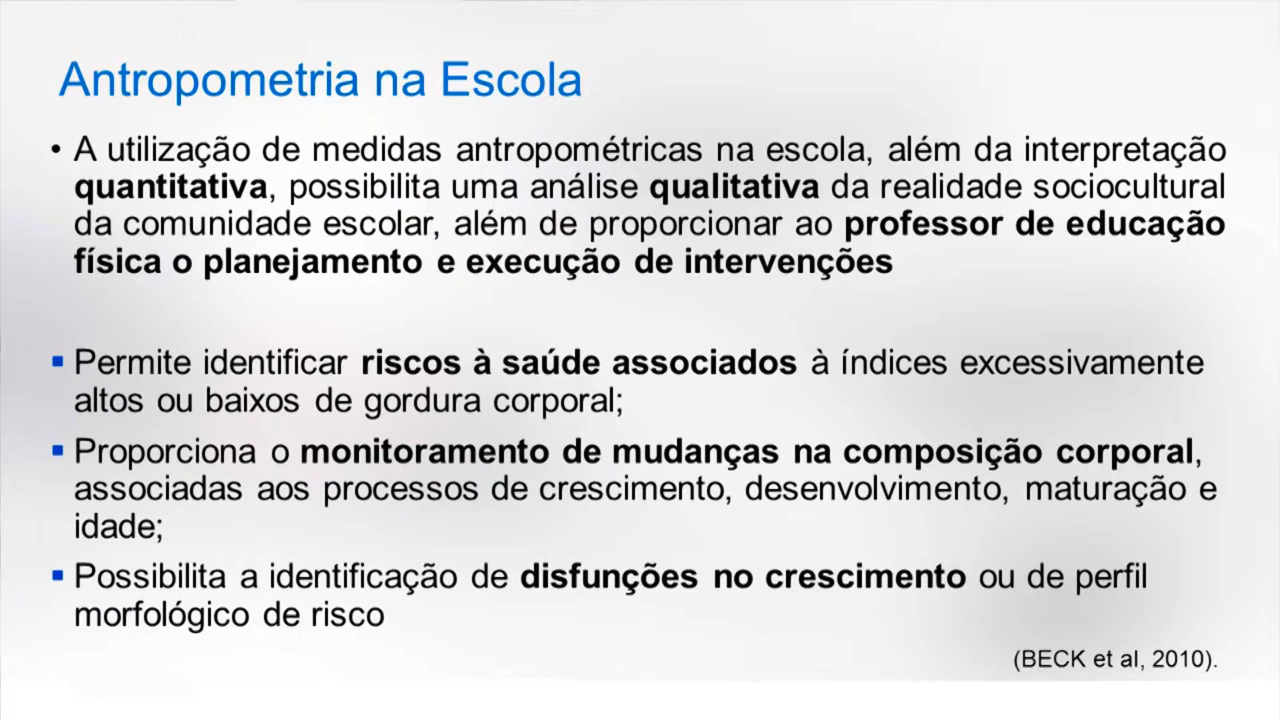 Antropometria na Escola
• A utilização de medidas antropométricas na escola, além da interpretação
quantitativa, possibilita uma análise qualitativa da realidade sociocultural
da comunidade escolar, além de proporcionar ao professor de educação
física o planejamento e execução de intervenções
▪ Permite identificar riscos à saúde associados à índices excessivamente
altos ou baixos de gordura corporal;
▪ Proporciona o monitoramento de mudanças na composição corporal,
associadas aos processos de crescimento, desenvolvimento, maturação e
idade;
▪ Possibilita a identificação de disfunções no crescimento ou de perfil
morfológico de risco
(BECK et al, 2010).